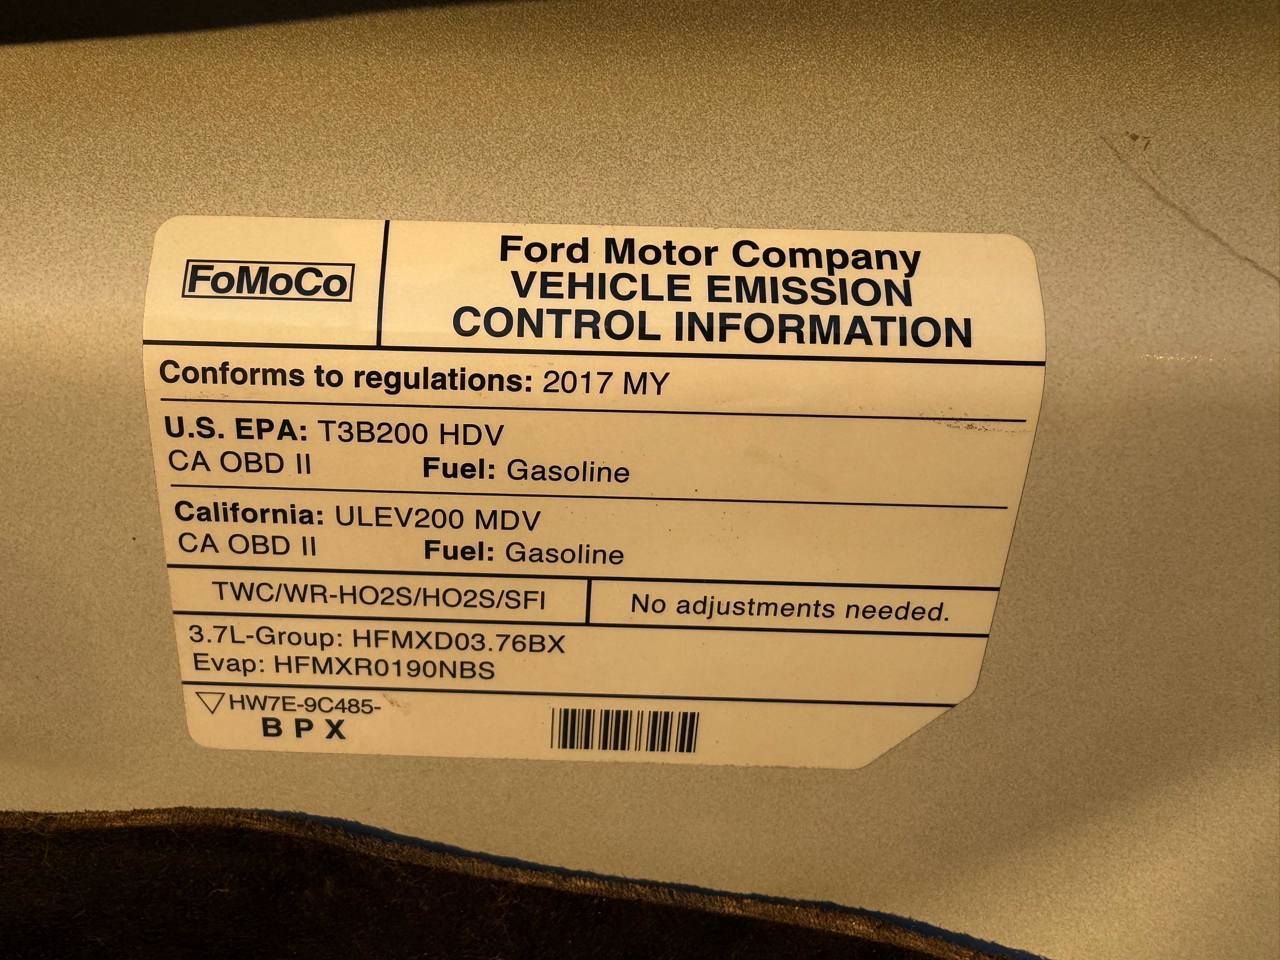 FoMoCo
Ford Motor Company
VEHICLE EMISSION
CONTROL INFORMATION
Conforms to regulations: 2017 MY
U.S. EPA: T3B200 HDV
CA OBD II Fuel: Gasoline
California: ULEV200 MDV
CA OBD II Fuel: Gasoline
TWC/WR-HO2S/HO2S/SFI
No adjustments needed.
3.7L-Group: HFMXD03.76BX
Evap: HFMXR0190NBS
HW7E-9C485-
B P X